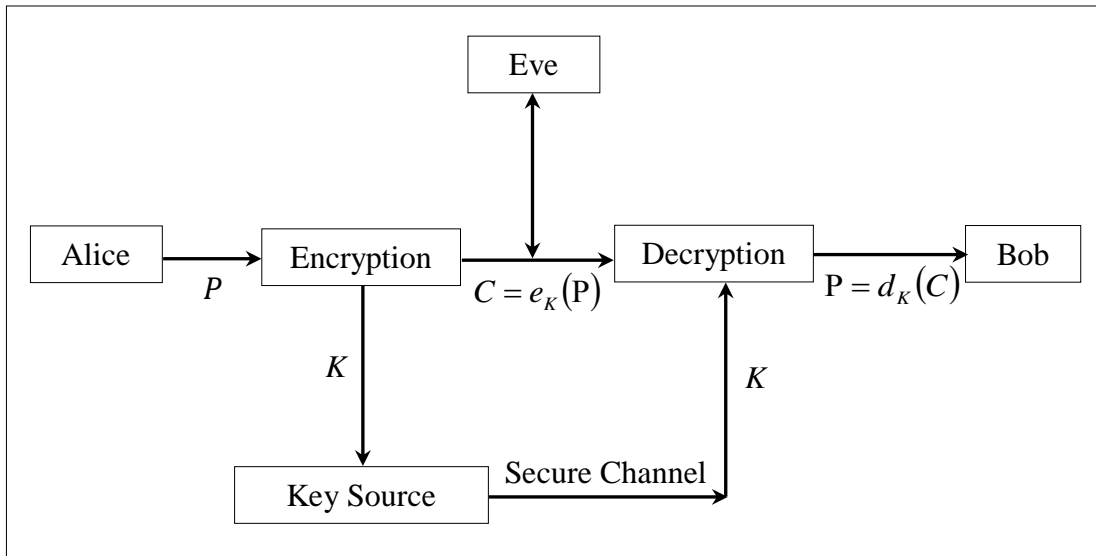 Eve
Alice
Encryption
Decryption
Bob
P
C = e_K(P)
P = d_K(C)
K
K
Secure Channel
Key Source